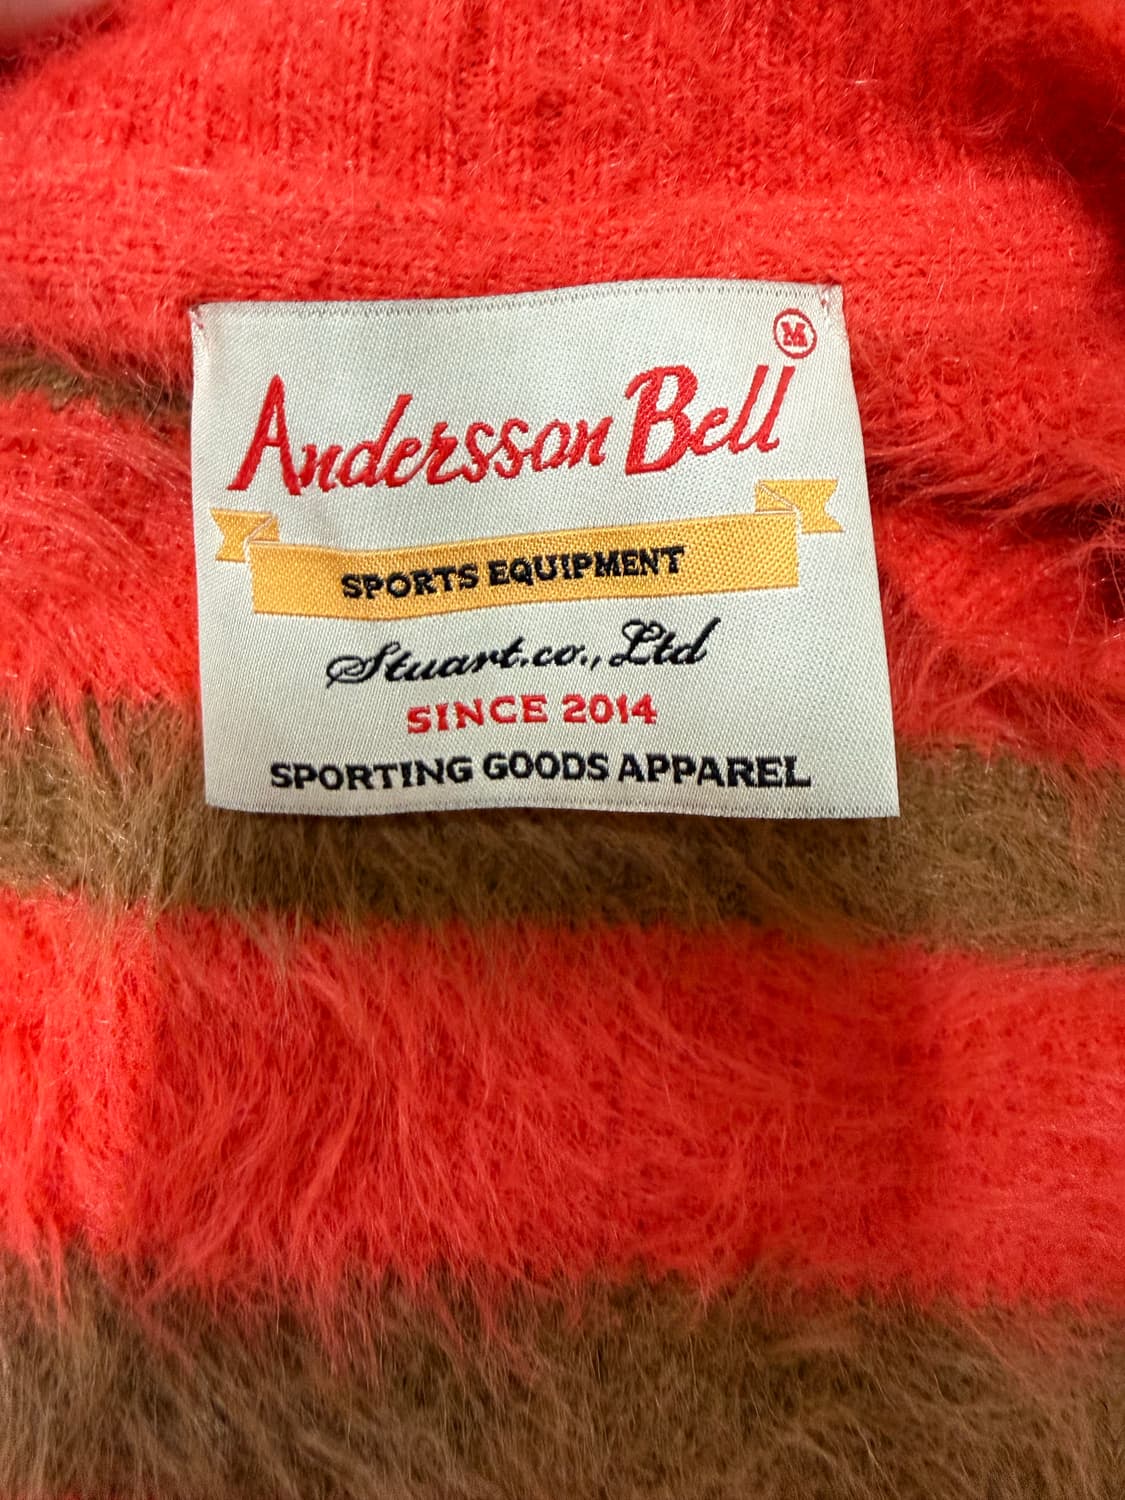 M
Andersson Bell
SPORTS EQUIPMENT
Stuart.co., Ltd
SINCE 2014
SPORTING GOODS APPAREL